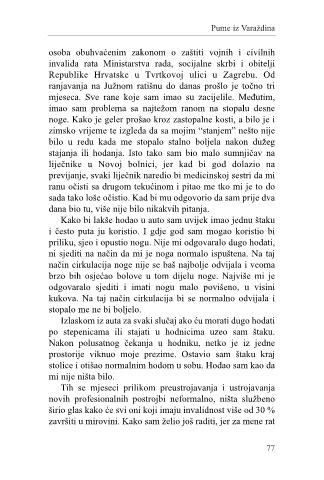 Pume iz Varaždina
osoba obuhvaćenim zakonom o zaštiti vojnih i civilnih
invalida rata Ministarstva rada, socijalne skrbi i obitelji
Republike Hrvatske u Tvrtkovoj ulici u Zagrebu. Od
ranjavanja na Južnom ratišnu do danas prošlo je točno tri
mjeseca. Sve rane koje sam imao su zacijelile. Međutim,
imao sam problema sa najtežom ranom na stopalu desne
noge. Kako je geler prošao kroz zastopalne kosti, a bilo je i
zimsko vrijeme te izgleda da sa mojim “stanjem” nešto nije
bilo u redu kada me stopalo stalno boljela nakon dužeg
stajanja ili hodanja. Isto tako sam bio malo sumnjičav na
liječnike u Novoj bolnici, jer kad bi god dolazio na
previjanje, svaki liječnik naredio bi medicinskoj sestri da mi
ranu očisti sa drugom tekućinom i pitao me tko mi je to do
sada tako loše očistio. Kad bi mu odgovorio da sam prije dva
dana bio tu, više nije bilo nikakvih pitanja.
Kako bi lakše hodao u auto sam uvijek imao jednu štaku
i često puta ju koristio. I gdje god sam mogao koristio bi
priliku, sjeo i opustio nogu. Nije mi odgovaralo dugo hodati,
ni sjediti na način da mi je noga normalo ispuštena. Na taj
način cirkulacija noge nije se baš najbolje odvijala i veoma
brzo bih osjećao bolove u tom dijelu noge. Najviše mi je
odgovaralo sjediti i imati nogu malo povišeno, u visini
kukova. Na taj način cirkulacija bi se normalno odvijala i
stopalo me ne bi boljelo.
Izlaskom iz auta za svaki slučaj ako ću morati dugo hodati
po stepenicama ili stajati u hodnicima uzeo sam štaku.
Nakon polusatnog čekanja u hodniku, netko je iz jedne
prostorije viknuo moje prezime. Ostavio sam štaku kraj
stolice i otišao normalnim hodom u sobu. Hodao sam kao da
mi nije ništa bilo.
Tih se mjeseci prilikom preustrojavanja i ustrojavanja
novih profesionalnih postrojbi neformalno, ništa službeno
širio glas kako će svi oni koji imaju invalidnost više od 30 %
završiti u mirovini. Kako sam želio još raditi, jer za mene rat
77